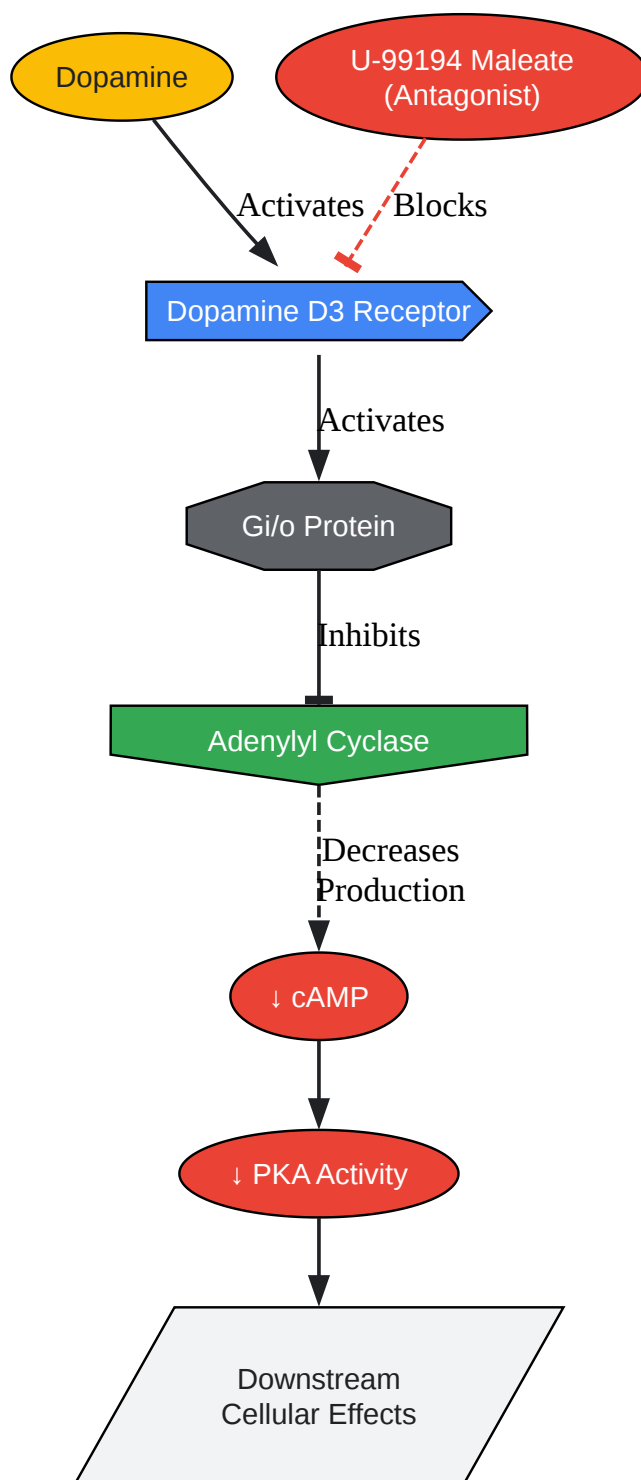 Dopamine
U-99194 Maleate
(Antagonist)
Activates
Blocks
Dopamine D3 Receptor
Activates
Gi/o Protein
Inhibits
Adenylyl Cyclase
Decreases
Production
↓ cAMP
↓ PKA Activity
Downstream
Cellular Effects